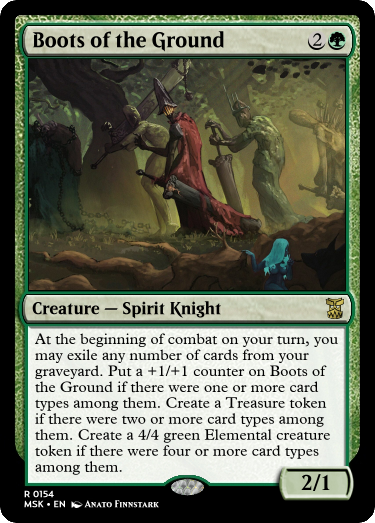 Boots of the Ground 2
Creature — Spirit Knight
At the beginning of combat on your turn, you
may exile any number of cards from your
graveyard. Put a +1/+1 counter on Boots of
the Ground if there were one or more card
types among them. Create a Treasure token
if there were two or more card types among
them. Create a 4/4 green Elemental creature
token if there were four or more card types
among them.
2/1
R 0154
MSK • EN Anato Finnstark